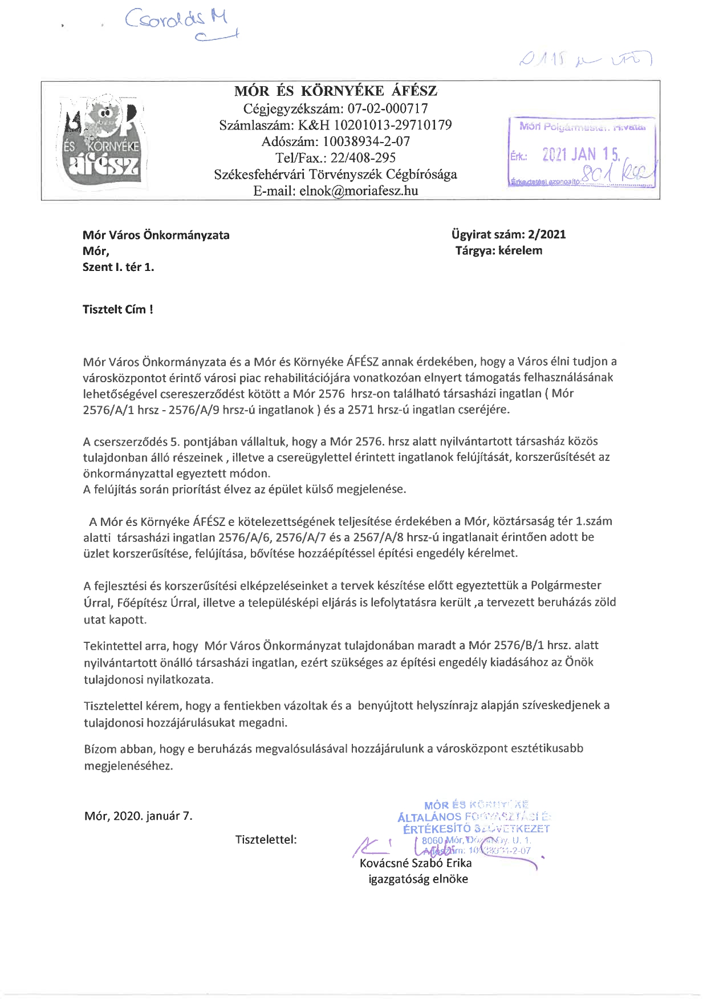 Csordás M
MÓR
ÉS KÖRNYÉKE
áfész
MÓR ÉS KÖRNYÉKE ÁFÉSZ
Cégjegyzékszám: 07-02-000717
Számlaszám: K&H 10201013-29710179
Adószám: 10038934-2-07
Tel/Fax.: 22/408-295
Székesfehérvári Törvényszék Cégbírósága
E-mail: elnok@moriafesz.hu
Móri Polgármesteri Hivatal
Érk.: 2021 JAN 15.
Érkeztetési azonosító: 801
Mór Város Önkormányzata
Mór,
Szent I. tér 1.
Ügyirat szám: 2/2021
Tárgya: kérelem
Tisztelt Cím !
Mór Város Önkormányzata és a Mór és Környéke ÁFÉSZ annak érdekében, hogy a Város élni tudjon a
városközpontot érintő városi piac rehabilitációjára vonatkozóan elnyert támogatás felhasználásának
lehetőségével csereszerződést kötött a Mór 2576 hrsz-on található társasházi ingatlan ( Mór
2576/A/1 hrsz - 2576/A/9 hrsz-ú ingatlanok ) és a 2571 hrsz-ú ingatlan cseréjére.
A cserszerződés 5. pontjában vállaltuk, hogy a Mór 2576. hrsz alatt nyilvántartott társasház közös
tulajdonban álló részeinek , illetve a csereügylettel érintett ingatlanok felújítását, korszerűsítését az
önkormányzattal egyeztett módon.
A felújítás során prioritást élvez az épület külső megjelenése.
A Mór és Környéke ÁFÉSZ e kötelezettségének teljesítése érdekében a Mór, köztársaság tér 1.szám
alatti társasházi ingatlan 2576/A/6, 2576/A/7 és a 2567/A/8 hrsz-ú ingatlanait érintően adott be
üzlet korszerűsítése, felújítása, bővítése hozzáépítéssel építési engedély kérelmet.
A fejlesztési és korszerűsítési elképzeléseinket a tervek készítése előtt egyeztettük a Polgármester
Úrral, Főépítész Úrral, illetve a településképi eljárás is lefolytatásra került ,a tervezett beruházás zöld
utat kapott.
Tekintettel arra, hogy Mór Város Önkormányzat tulajdonában maradt a Mór 2576/B/1 hrsz. alatt
nyilvántartott önálló társasházi ingatlan, ezért szükséges az építési engedély kiadásához az Önök
tulajdonosi nyilatkozata.
Tisztelettel kérem, hogy a fentiekben vázoltak és a benyújtott helyszínrajz alapján szíveskedjenek a
tulajdonosi hozzájárulásukat megadni.
Bízom abban, hogy e beruházás megvalósulásával hozzájárulunk a városközpont esztétikusabb
megjelenéséhez.
Mór, 2020. január 7.
Tisztelettel:
MÓR ÉS KÖRNYÉKE
ÁLTALÁNOS FOGYASZTÁSI É
ÉRTÉKESÍTŐ SZÖVETKEZET
8060 Mór, Dózsa Gy. U. 1.
Adószám: 10038934-2-07
Kovácsné Szabó Erika
igazgatóság elnöke